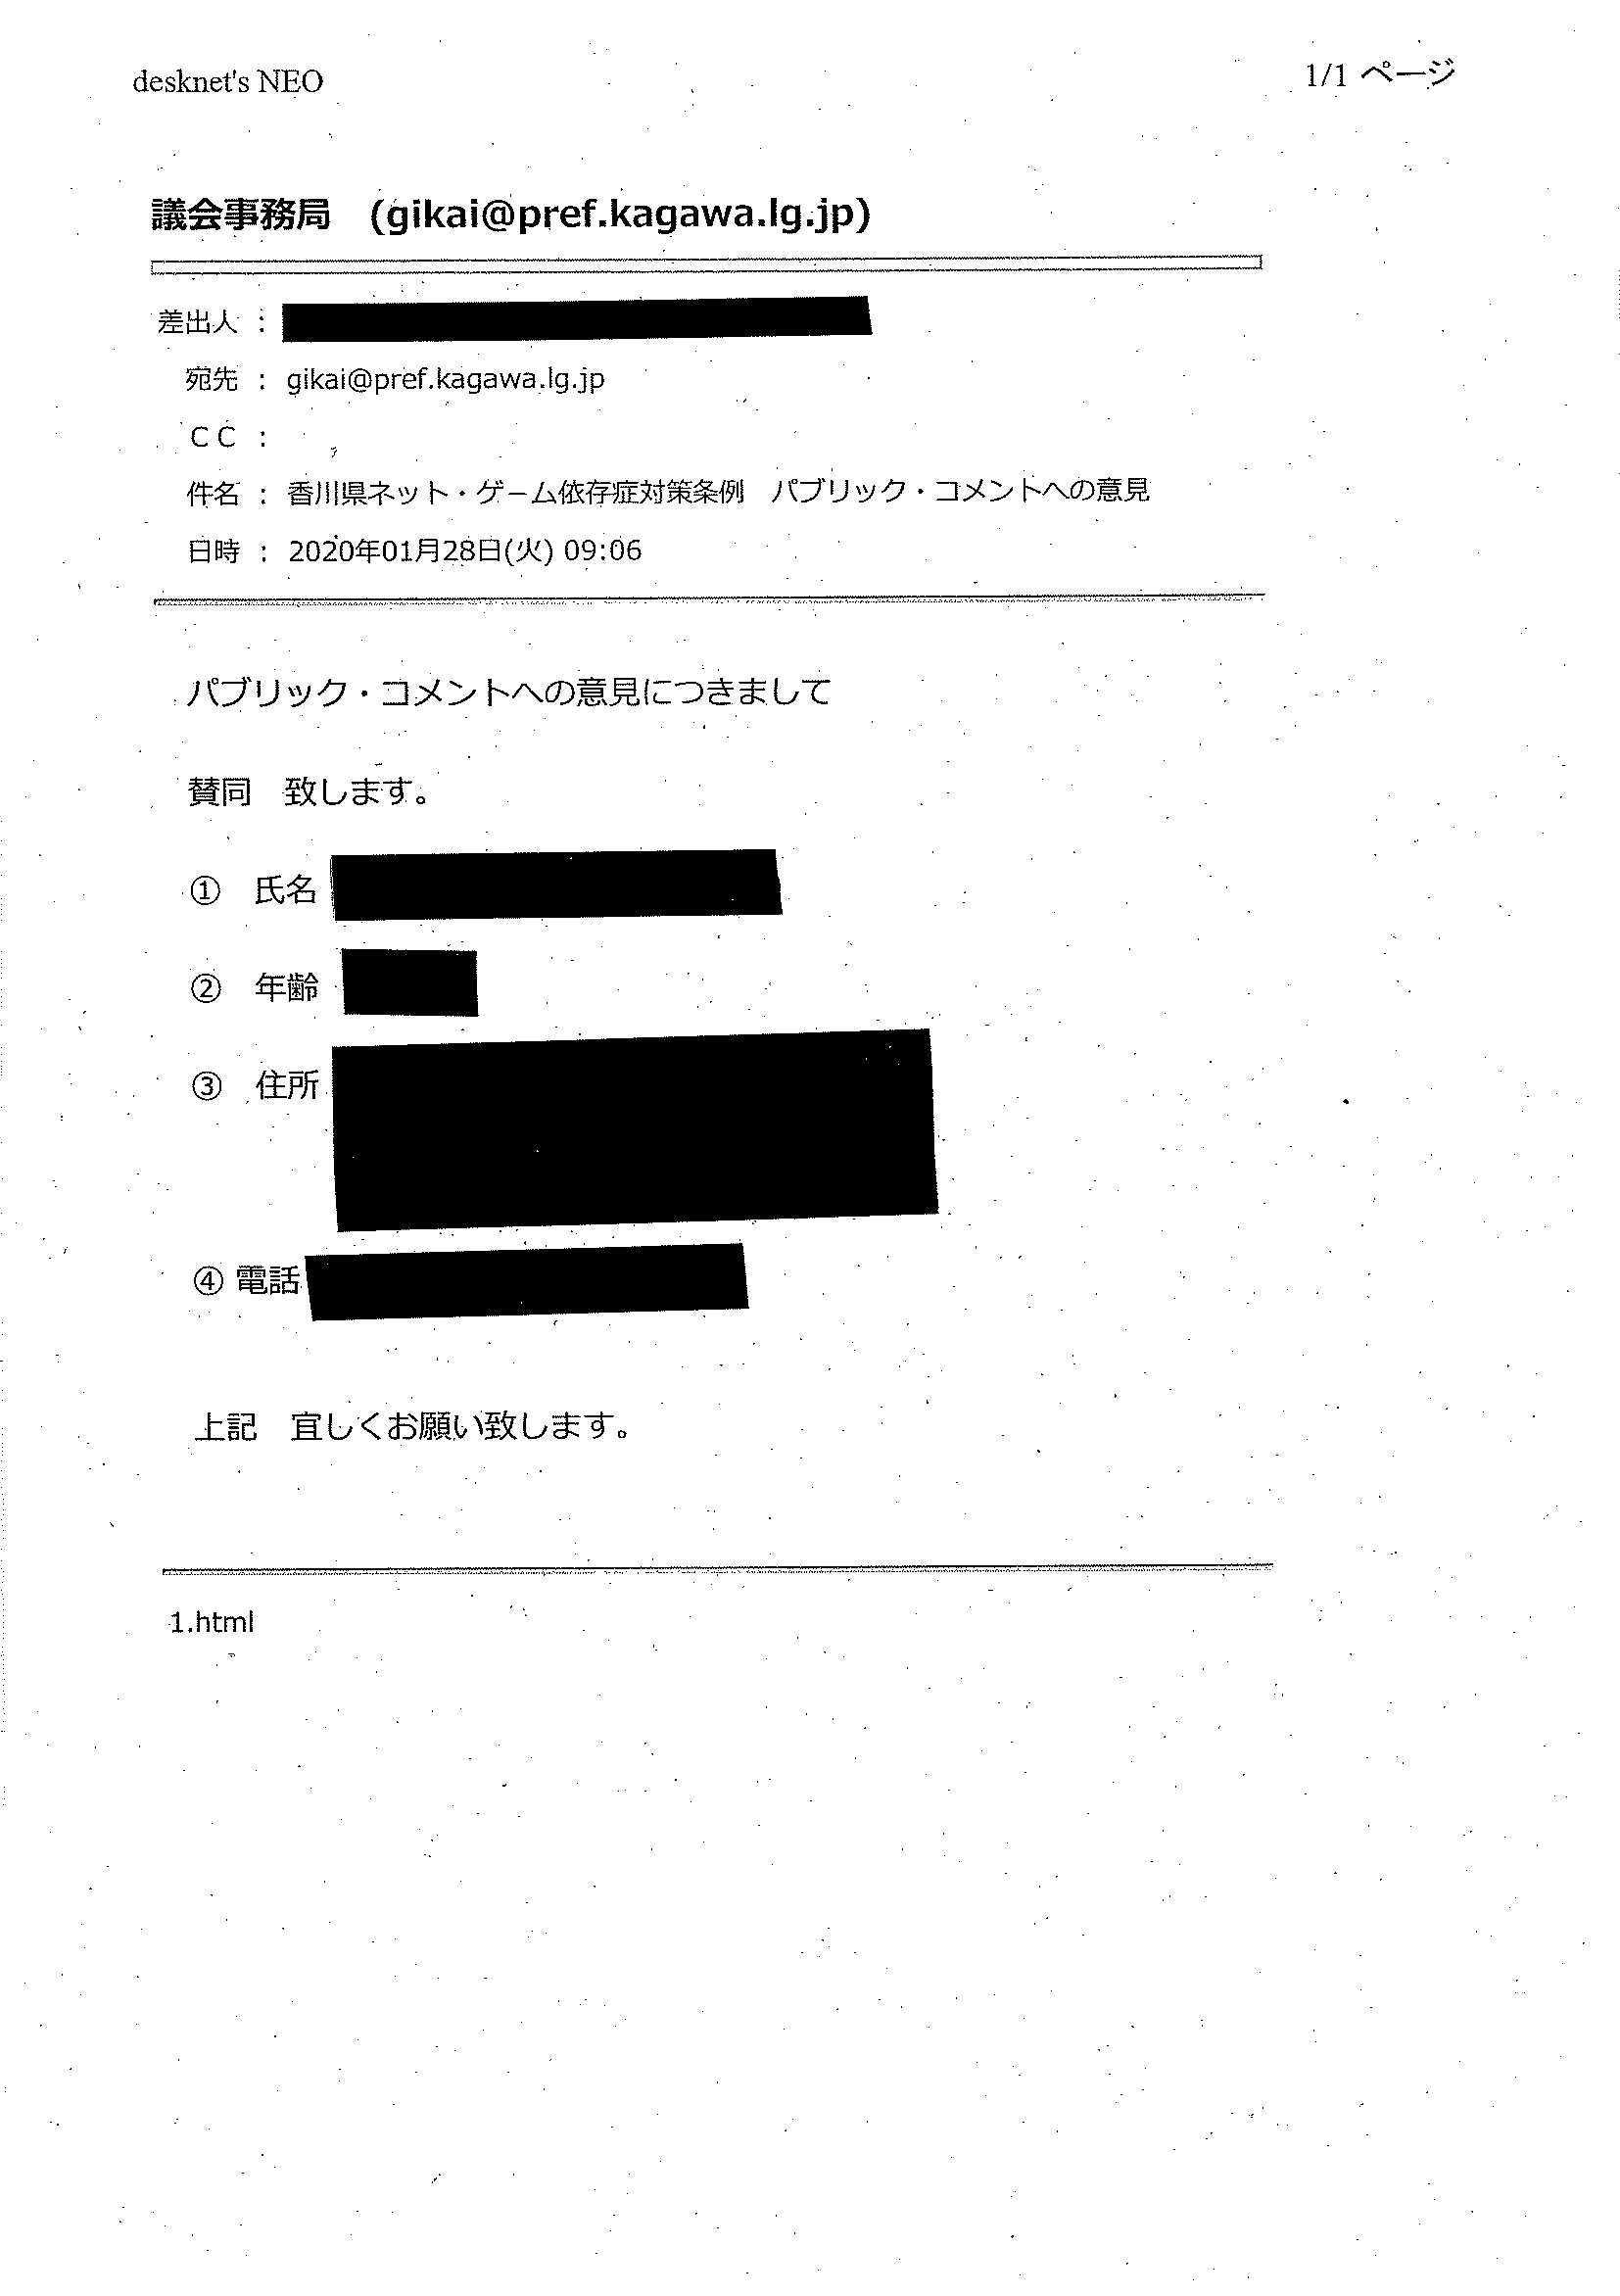 desknet's NEO
1/1 ページ
議会事務局　(gikai@pref.kagawa.lg.jp)
差出人 :
宛先 : gikai@pref.kagawa.lg.jp
ＣＣ :
件名 : 香川県ネット・ゲーム依存症対策条例　パブリック・コメントへの意見
日時 : 2020年01月28日(火) 09:06
パブリック・コメントへの意見につきまして
賛同　致します。
①　氏名
②　年齢
③　住所
④ 電話
上記　宜しくお願い致します。
1.html